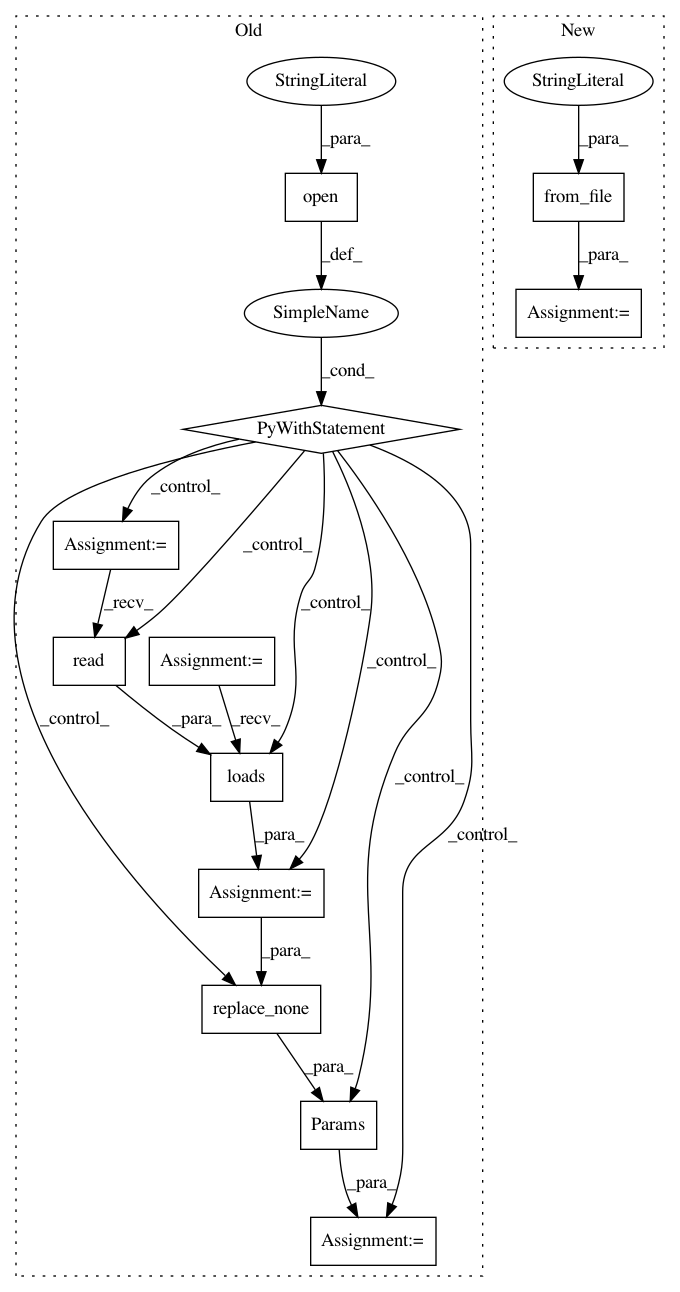 Old
New
StringLiteral
StringLiteral
_para_
_para_
open
from_file
_def_
_para_
SimpleName
Assignment:=
_cond_
PyWithStatement
_control_
Assignment:=
_control_
_recv_
_control_
read
Assignment:=
_control_
_control_
_para_
_recv_
_control_
loads
_control_
_para_
Assignment:=
_para_
replace_none
_para_
Params
_para_
Assignment:=